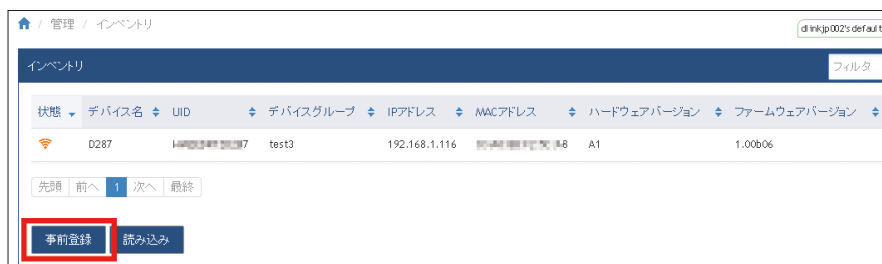 / 管理 / インベントリ
dlinkjp002's default
インベントリ
フィルタ
状態 デバイス名 UID デバイスグループ IPアドレス MACアドレス ハードウェアバージョン ファームウェアバージョン
D287 7 test3 192.168.1.116 8 A1 1.00b06
先頭 前へ 1 次へ 最終
事前登録 読み込み